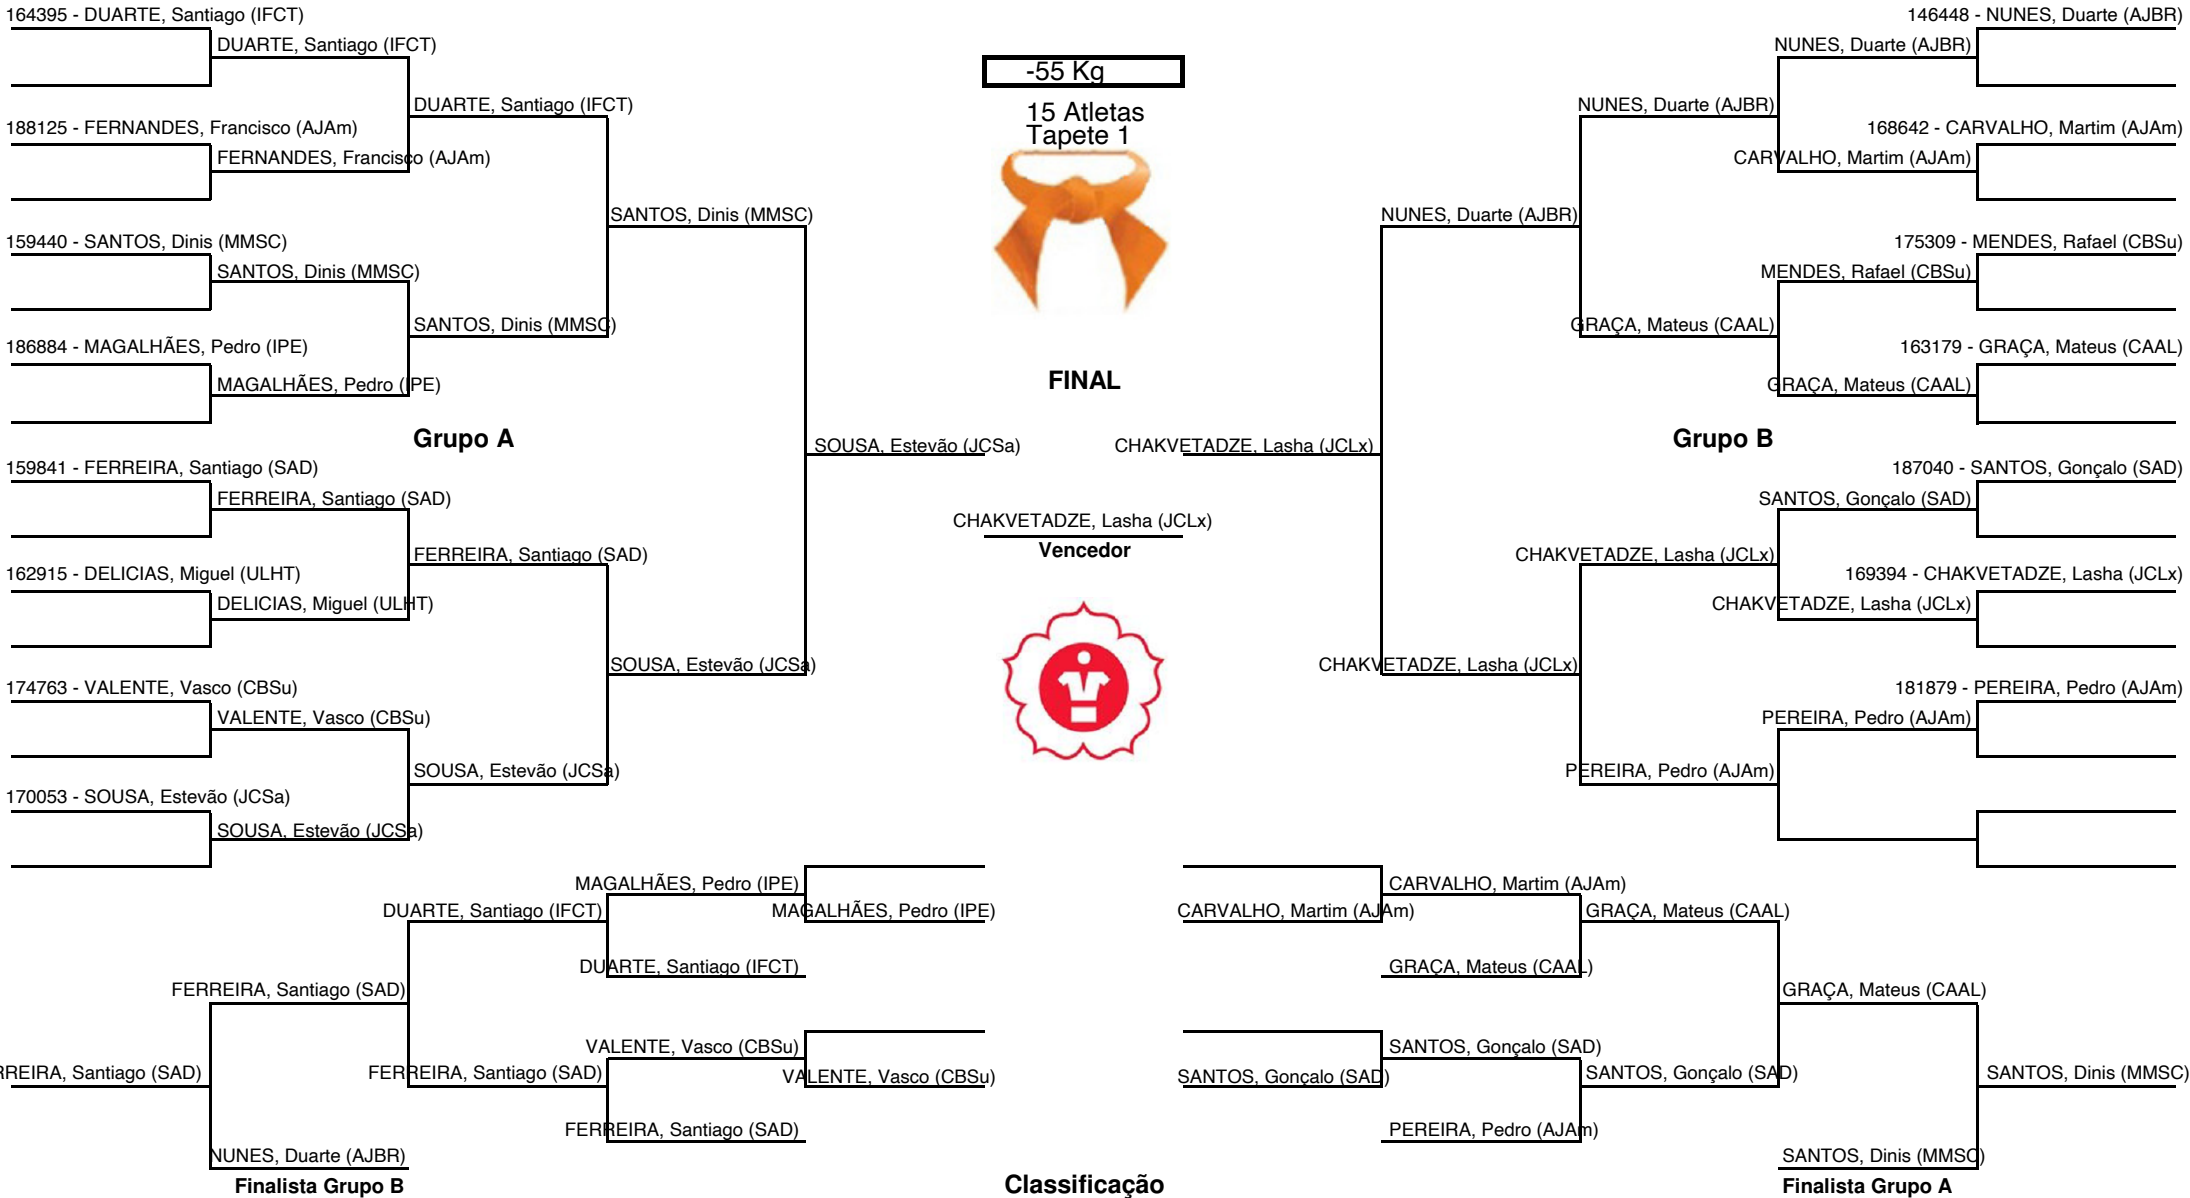 164395 - DUARTE, Santiago (IFCT)
DUARTE, Santiago (IFCT)
DUARTE, Santiago (IFCT)
188125 - FERNANDES, Francisco (AJAm)
FERNANDES, Francisco (AJAm)
SANTOS, Dinis (MMSC)
159440 - SANTOS, Dinis (MMSC)
SANTOS, Dinis (MMSC)
SANTOS, Dinis (MMSC)
186884 - MAGALHÃES, Pedro (IPE)
MAGALHÃES, Pedro (IPE)
Grupo A
SOUSA, Estevão (JCSa)
159841 - FERREIRA, Santiago (SAD)
FERREIRA, Santiago (SAD)
FERREIRA, Santiago (SAD)
162915 - DELICIAS, Miguel (ULHT)
DELICIAS, Miguel (ULHT)
SOUSA, Estevão (JCSa)
174763 - VALENTE, Vasco (CBSu)
VALENTE, Vasco (CBSu)
SOUSA, Estevão (JCSa)
170053 - SOUSA, Estevão (JCSa)
SOUSA, Estevão (JCSa)
-55 Kg
15 Atletas
Tapete 1
FINAL
CHAKVETADZE, Lasha (JCLx)
Vencedor
146448 - NUNES, Duarte (AJBR)
NUNES, Duarte (AJBR)
NUNES, Duarte (AJBR)
168642 - CARVALHO, Martim (AJAm)
CARVALHO, Martim (AJAm)
NUNES, Duarte (AJBR)
175309 - MENDES, Rafael (CBSu)
MENDES, Rafael (CBSu)
GRAÇA, Mateus (CAAL)
163179 - GRAÇA, Mateus (CAAL)
GRAÇA, Mateus (CAAL)
Grupo B
CHAKVETADZE, Lasha (JCLx)
187040 - SANTOS, Gonçalo (SAD)
SANTOS, Gonçalo (SAD)
CHAKVETADZE, Lasha (JCLx)
169394 - CHAKVETADZE, Lasha (JCLx)
CHAKVETADZE, Lasha (JCLx)
CHAKVETADZE, Lasha (JCLx)
181879 - PEREIRA, Pedro (AJAm)
PEREIRA, Pedro (AJAm)
PEREIRA, Pedro (AJAm)
MAGALHÃES, Pedro (IPE)
DUARTE, Santiago (IFCT)
MAGALHÃES, Pedro (IPE)
DUARTE, Santiago (IFCT)
FERREIRA, Santiago (SAD)
VALENTE, Vasco (CBSu)
RREIRA, Santiago (SAD)
FERREIRA, Santiago (SAD)
VALENTE, Vasco (CBSu)
FERREIRA, Santiago (SAD)
NUNES, Duarte (AJBR)
Finalista Grupo B
Classificação
CARVALHO, Martim (AJAm)
CARVALHO, Martim (AJAm)
GRAÇA, Mateus (CAAL)
GRAÇA, Mateus (CAAL)
GRAÇA, Mateus (CAAL)
SANTOS, Gonçalo (SAD)
SANTOS, Gonçalo (SAD)
SANTOS, Gonçalo (SAD)
SANTOS, Dinis (MMSC)
PEREIRA, Pedro (AJAm)
SANTOS, Dinis (MMSC)
Finalista Grupo A